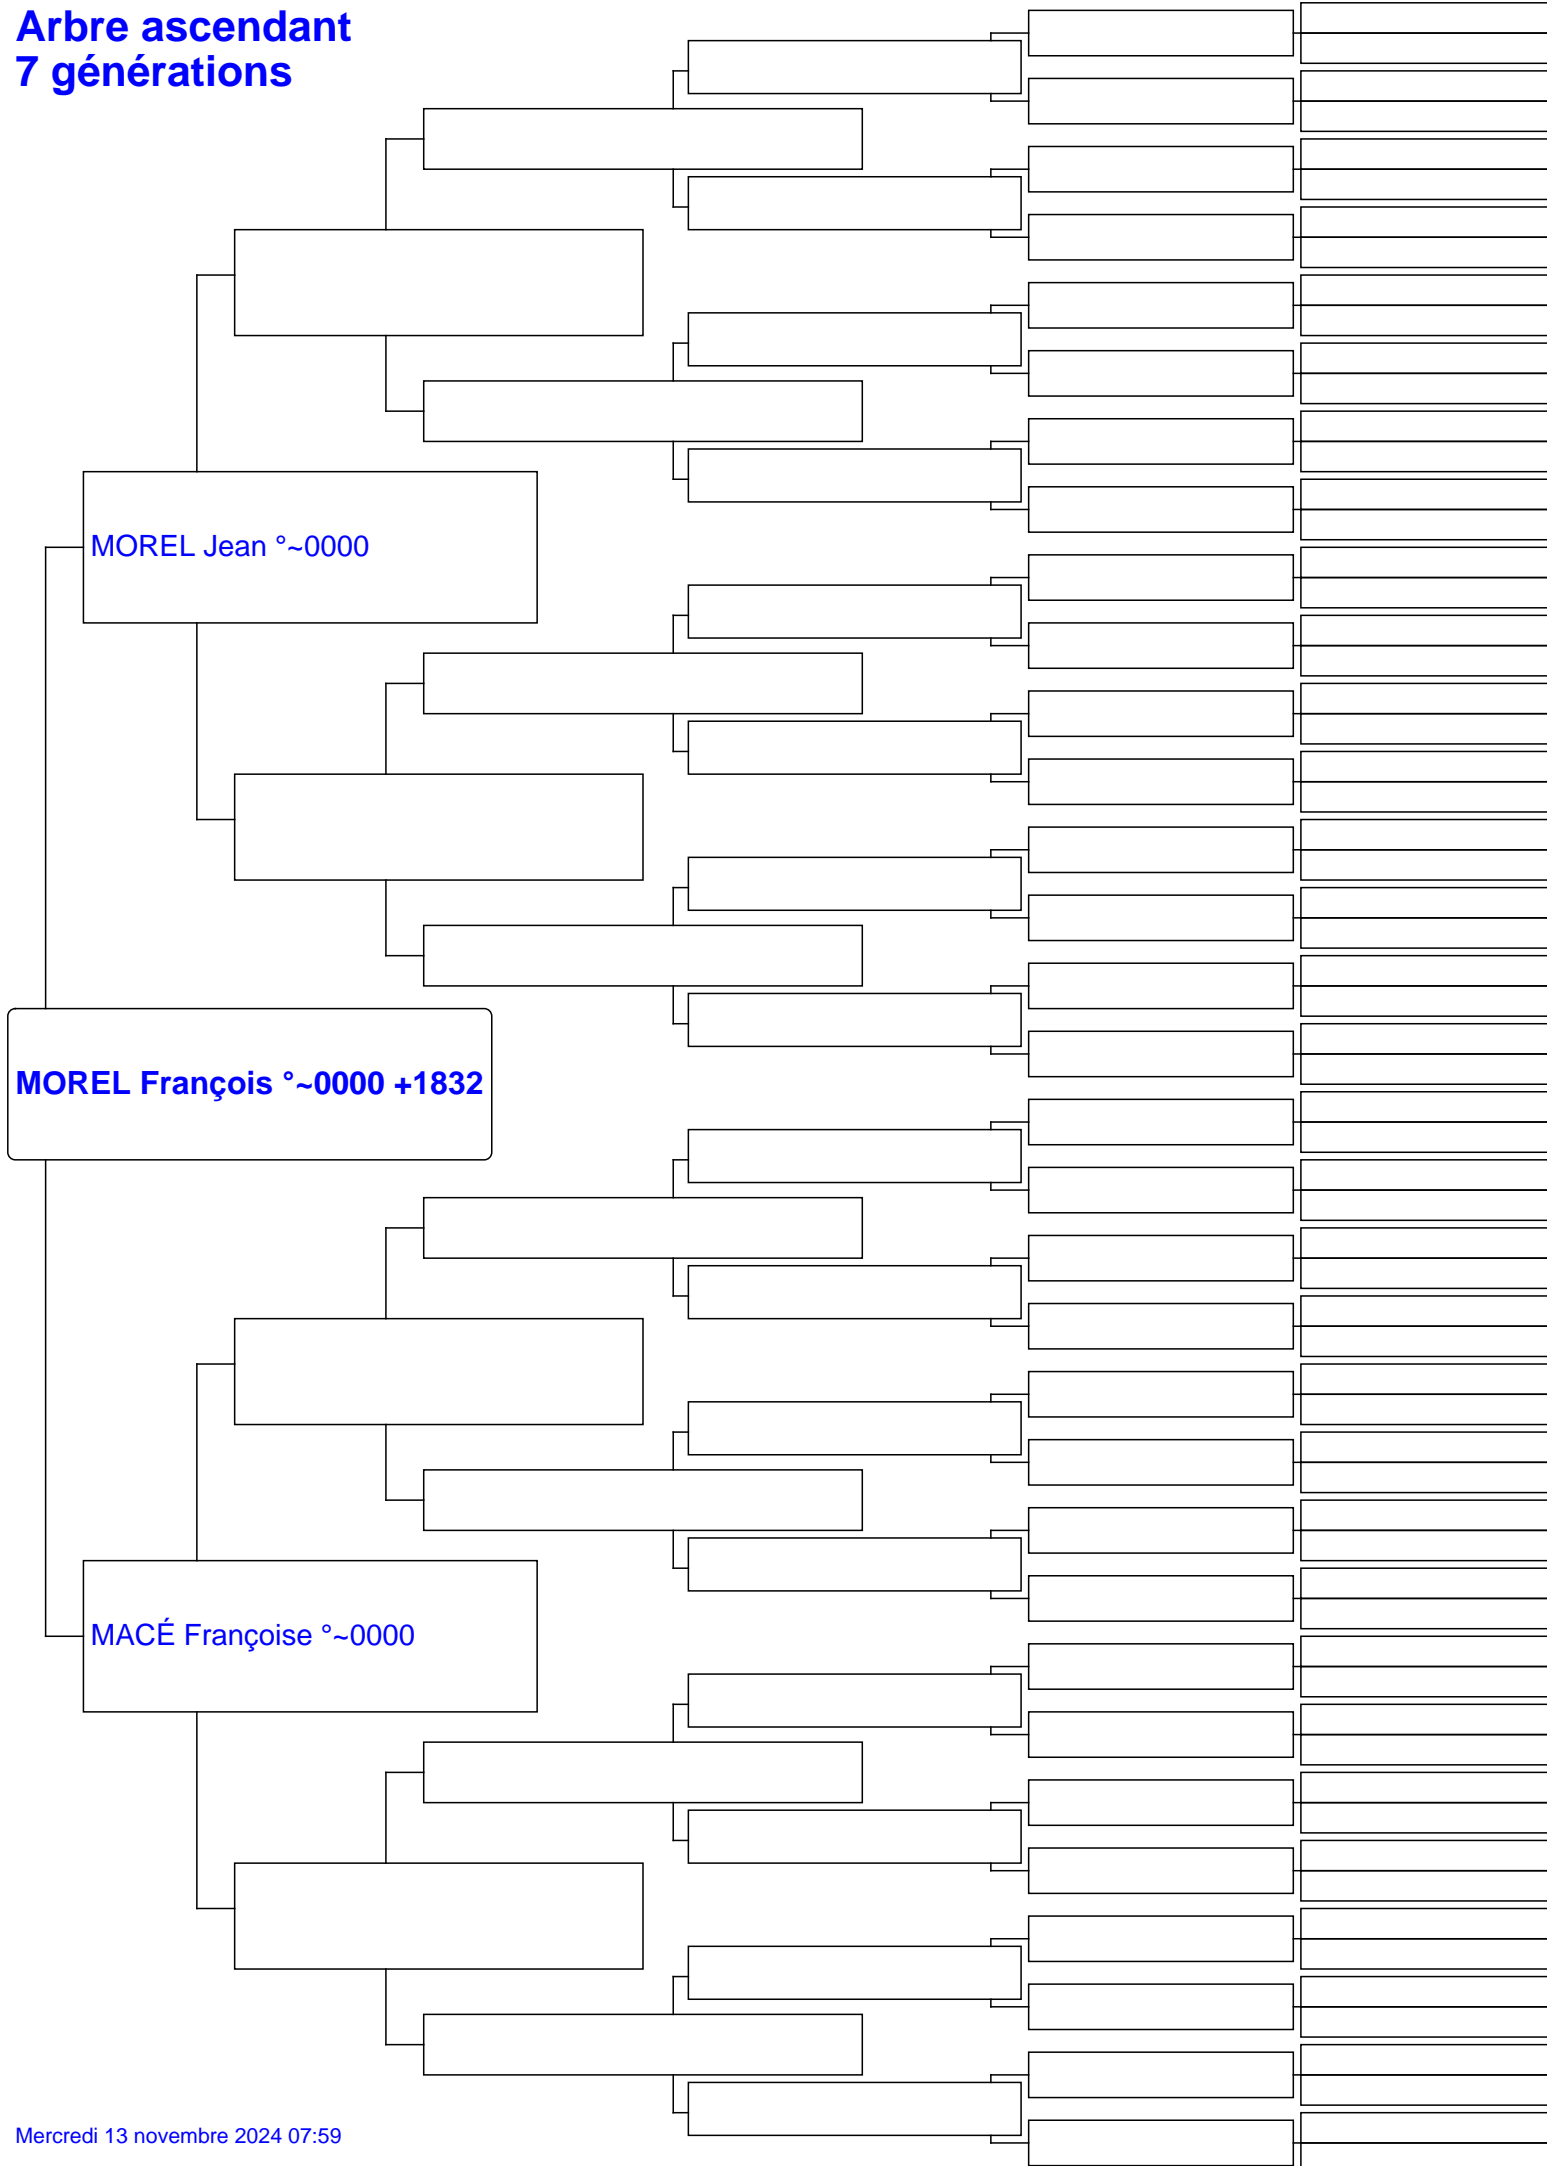 Arbre ascendant
7 générations
MOREL Jean °~0000
MOREL François °~0000 +1832
MACÉ Françoise °~0000
Mercredi 13 novembre 2024 07:59